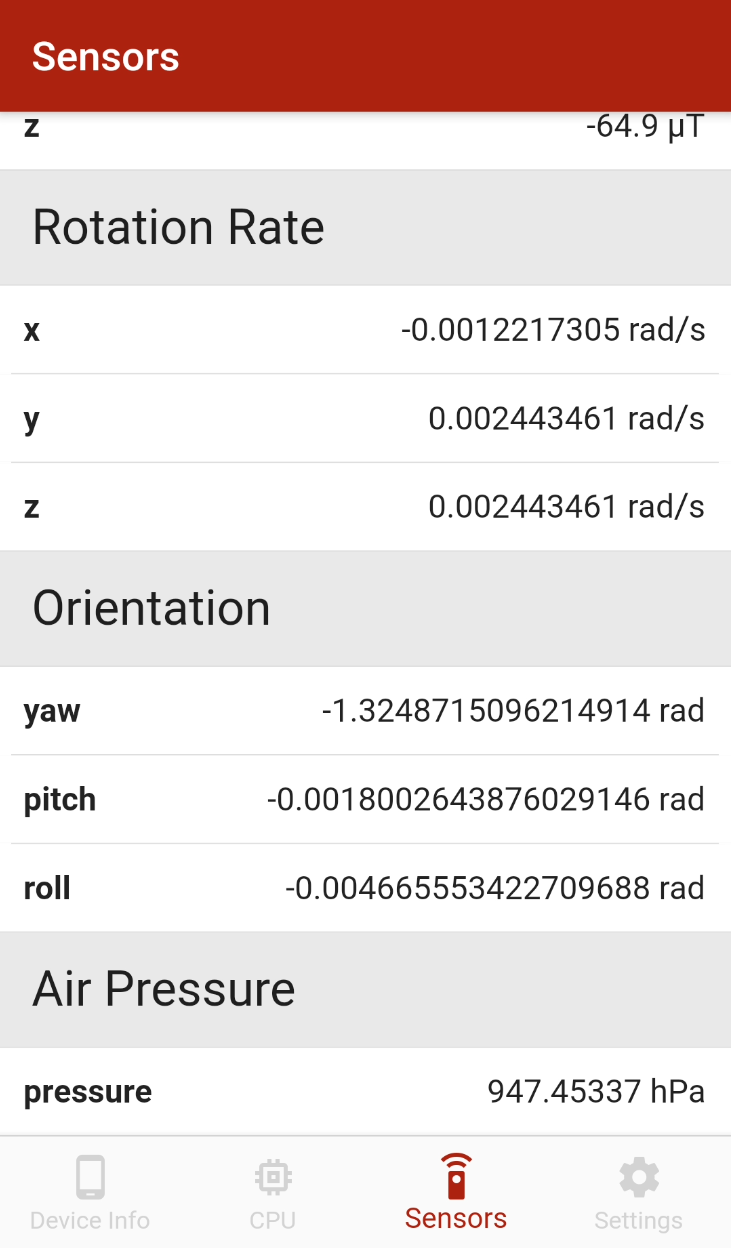 Sensors
z -64.9 µT
Rotation Rate
x -0.0012217305 rad/s
y 0.002443461 rad/s
z 0.002443461 rad/s
Orientation
yaw -1.3248715096214914 rad
pitch -0.0018002643876029146 rad
roll -0.004665553422709688 rad
Air Pressure
pressure 947.45337 hPa
Device Info CPU Sensors Settings